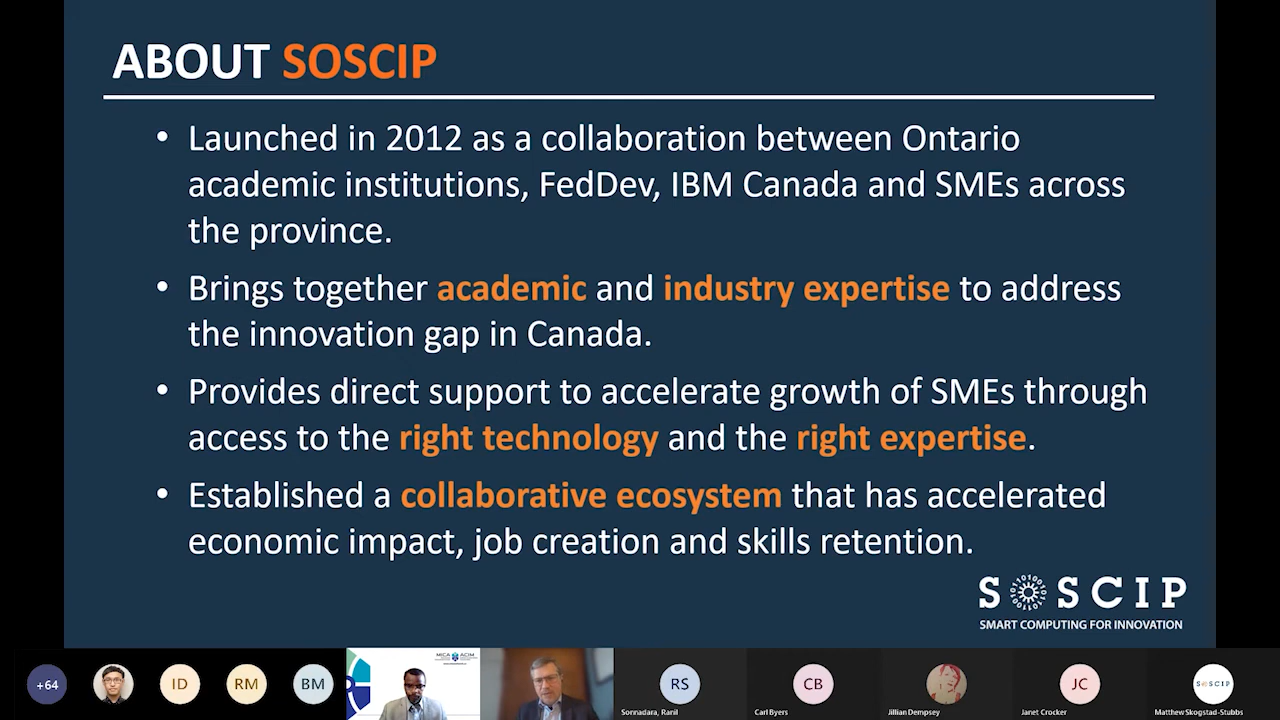 ABOUT SOSCIP
• Launched in 2012 as a collaboration between Ontario
academic institutions, FedDev, IBM Canada and SMEs across
the province.
• Brings together academic and industry expertise to address
the innovation gap in Canada.
• Provides direct support to accelerate growth of SMEs through
access to the right technology and the right expertise.
• Established a collaborative ecosystem that has accelerated
economic impact, job creation and skills retention.
SOSCIP
SMART COMPUTING FOR INNOVATION
+64
ID
RM
BM
MICA ACIM
RS
Sonnadara, Ranil
CB
Carl Byers
Jillian Dempsey
JC
Janet Crocker
SOSCIP
Matthew Skogstad-Stubbs